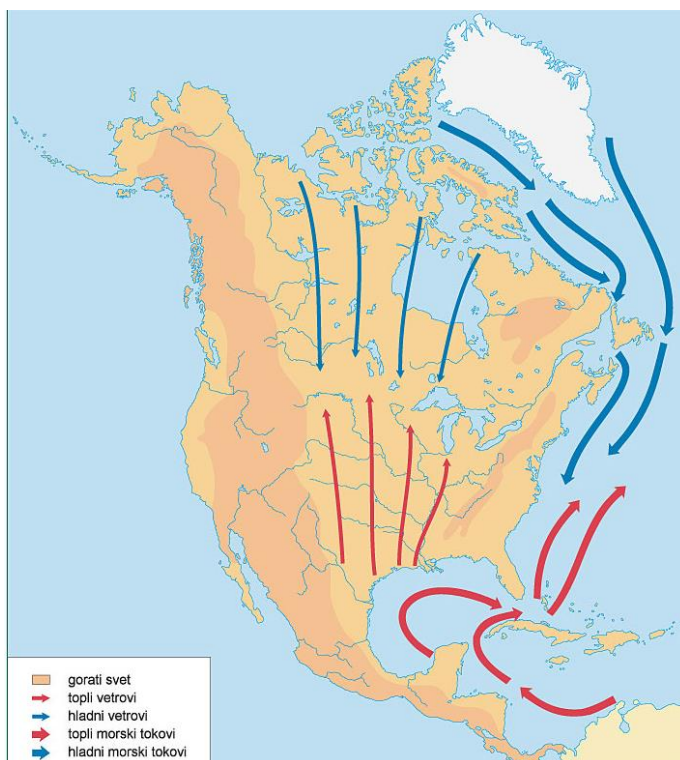 gorati svet
topli vetrovi
hladni vetrovi
topli morski tokovi
hladni morski tokovi